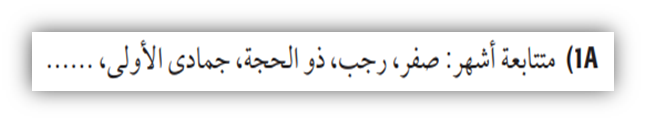 1A) متتابعة أشهر: صفر، رجب، ذو الحجة، جمادى الأولى، ......